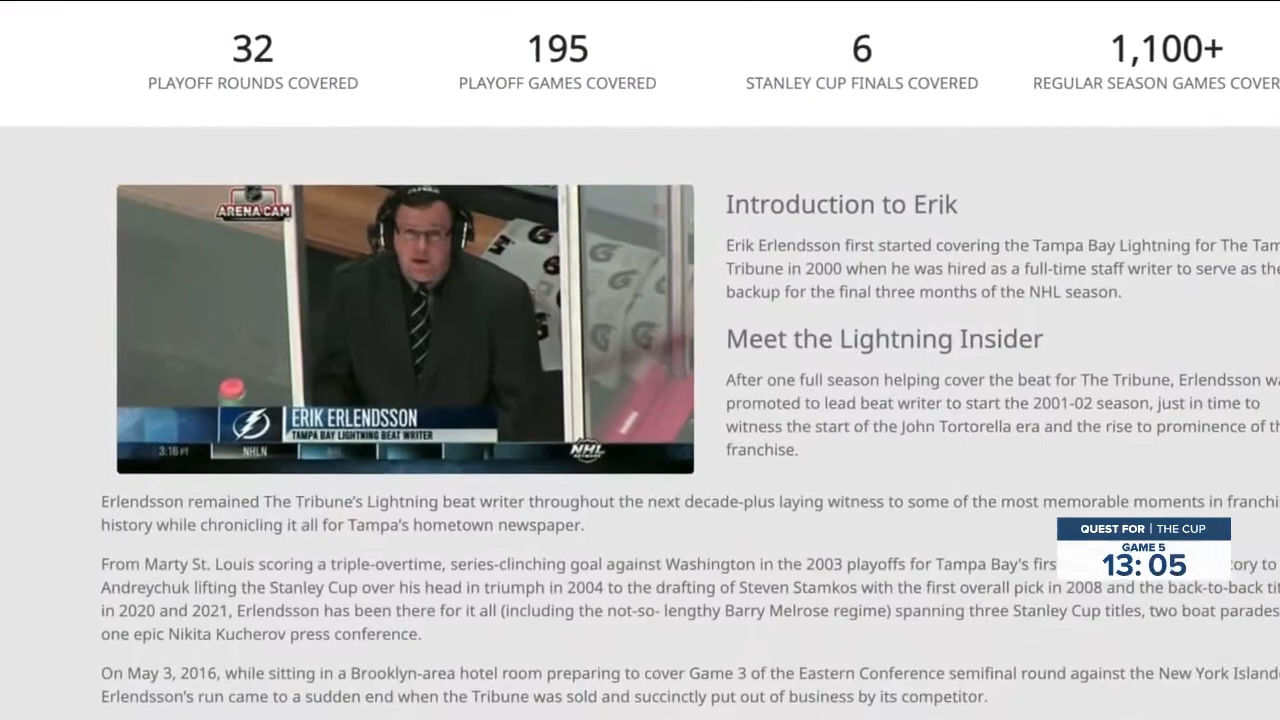 32
PLAYOFF ROUNDS COVERED
195
PLAYOFF GAMES COVERED
6
STANLEY CUP FINALS COVERED
1,100+
REGULAR SEASON GAMES COVER
ARENA CAM
ERIK ERLENDSSON
TAMPA BAY LIGHTNING BEAT WRITER
3:16 PT
NHLN
NHL
NETWORK
Introduction to Erik
Erik Erlendsson first started covering the Tampa Bay Lightning for The Tam
Tribune in 2000 when he was hired as a full-time staff writer to serve as the
backup for the final three months of the NHL season.
Meet the Lightning Insider
After one full season helping cover the beat for The Tribune, Erlendsson wa
promoted to lead beat writer to start the 2001-02 season, just in time to
witness the start of the John Tortorella era and the rise to prominence of th
franchise.
Erlendsson remained The Tribune's Lightning beat writer throughout the next decade-plus laying witness to some of the most memorable moments in franchi
history while chronicling it all for Tampa's hometown newspaper.
From Marty St. Louis scoring a triple-overtime, series-clinching goal against Washington in the 2003 playoffs for Tampa Bay's firs tory to
Andreychuk lifting the Stanley Cup over his head in triumph in 2004 to the drafting of Steven Stamkos with the first overall pick in 2008 and the back-to-back tit
in 2020 and 2021, Erlendsson has been there for it all (including the not-so- lengthy Barry Melrose regime) spanning three Stanley Cup titles, two boat parades
one epic Nikita Kucherov press conference.
On May 3, 2016, while sitting in a Brooklyn-area hotel room preparing to cover Game 3 of the Eastern Conference semifinal round against the New York Island
Erlendsson's run came to a sudden end when the Tribune was sold and succinctly put out of business by its competitor.
QUEST FOR | THE CUP
GAME 5
13:05